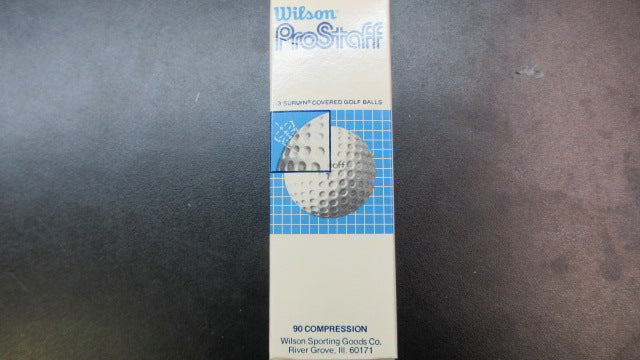 Wilson®
ProStaff
3 SURLYN® COVERED GOLF BALLS
90 COMPRESSION
Wilson Sporting Goods Co.
River Grove, Ill. 60171